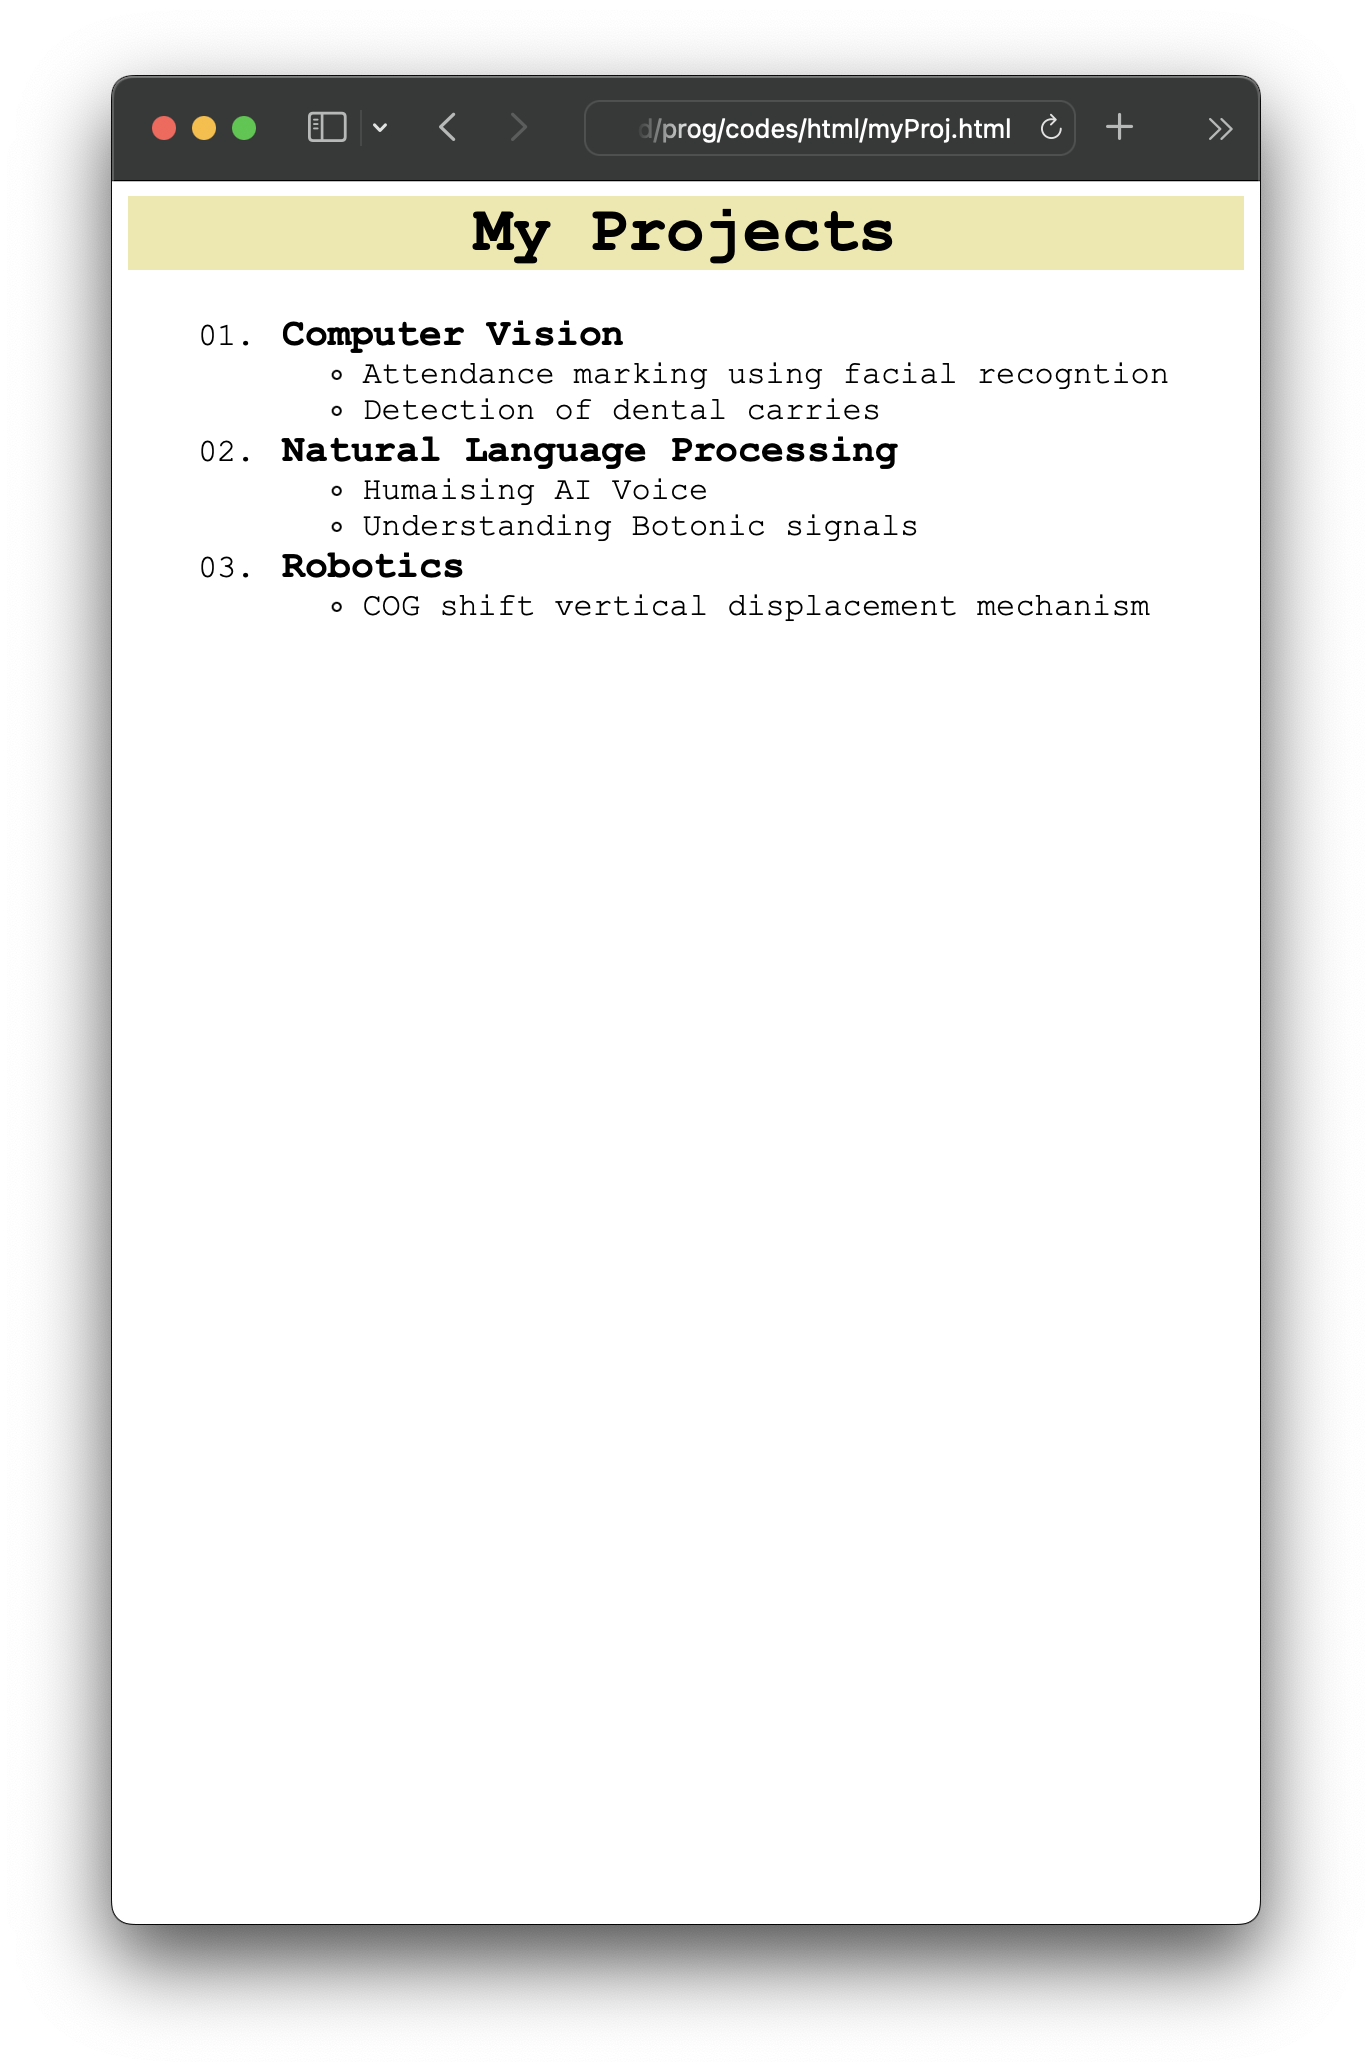 d/prog/codes/html/myProj.html
My Projects
01. Computer Vision
Attendance marking using facial recogntion
Detection of dental carries
02. Natural Language Processing
Humaising AI Voice
Understanding Botonic signals
03. Robotics
COG shift vertical displacement mechanism